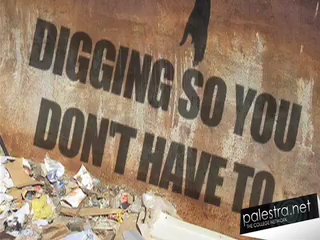 DIGGING SO YOU
DON'T HAVE TO
palestra.net
THE COLLEGE NETWORK.